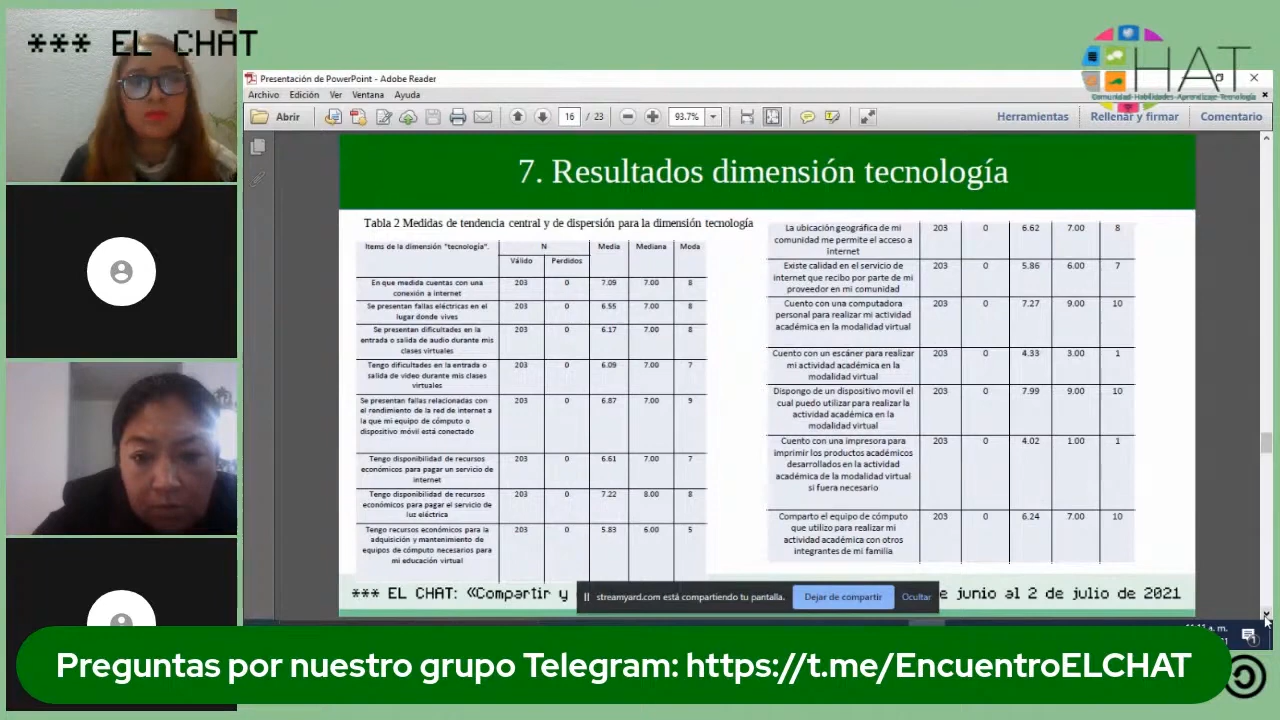 *** EL CHAT
HAT
Comunidad-Habilidades-Aprendizaje-Tecnología
Presentación de PowerPoint - Adobe Reader
Archivo Edición Ver Ventana Ayuda
Abrir
16 / 23
93.7%
Herramientas
Rellenar y firmar
Comentario
7. Resultados dimensión tecnología
Tabla 2 Medidas de tendencia central y de dispersión para la dimensión tecnología
Items de la dimensión "tecnología". N Media Mediana Moda
Válido Perdidos
En que medida cuentas con una 203 0 7.09 7.00 8
conexión a internet
Se presentan fallas eléctricas en el 203 0 6.55 7.00 8
lugar donde vives
Se presentan dificultades en la 203 0 6.17 7.00 8
entrada o salida de audio durante mis
clases virtuales
Tengo dificultades en la entrada o 203 0 6.09 7.00 7
salida de video durante mis clases
virtuales
Se presentan fallas relacionadas con 203 0 6.87 7.00 9
el rendimiento de la red de internet a
la que mi equipo de cómputo o
dispositivo móvil está conectado
Tengo disponibilidad de recursos 203 0 6.61 7.00 7
económicos para pagar un servicio de
internet
Tengo disponibilidad de recursos 203 0 7.22 8.00 8
económicos para pagar el servicio de
luz eléctrica
Tengo recursos económicos para la 203 0 5.83 6.00 5
adquisición y mantenimiento de
equipos de cómputo necesarios para
mi educación virtual
La ubicación geográfica de mi 203 0 6.62 7.00 8
comunidad me permite el acceso a
internet
Existe calidad en el servicio de 203 0 5.86 6.00 7
internet que recibo por parte de mi
proveedor en mi comunidad
Cuento con una computadora 203 0 7.27 9.00 10
personal para realizar mi actividad
académica en la modalidad virtual
Cuento con un escáner para realizar 203 0 4.33 3.00 1
mi actividad académica en la
modalidad virtual
Dispongo de un dispositivo movil el 203 0 7.99 9.00 10
cual puedo utilizar para realizar la
actividad académica en la
modalidad virtual
Cuento con una impresora para 203 0 4.02 1.00 1
imprimir los productos académicos
desarrollados en la actividad
académica de la modalidad virtual
si fuera necesario
Comparto el equipo de cómputo 203 0 6.24 7.00 10
que utilizo para realizar mi
actividad académica con otros
integrantes de mi familia
*** EL CHAT: «Compartir y
e junio al 2 de julio de 2021
streamyard.com está compartiendo tu pantalla.
Dejar de compartir
Ocultar
Preguntas por nuestro grupo Telegram: https://t.me/EncuentroELCHAT